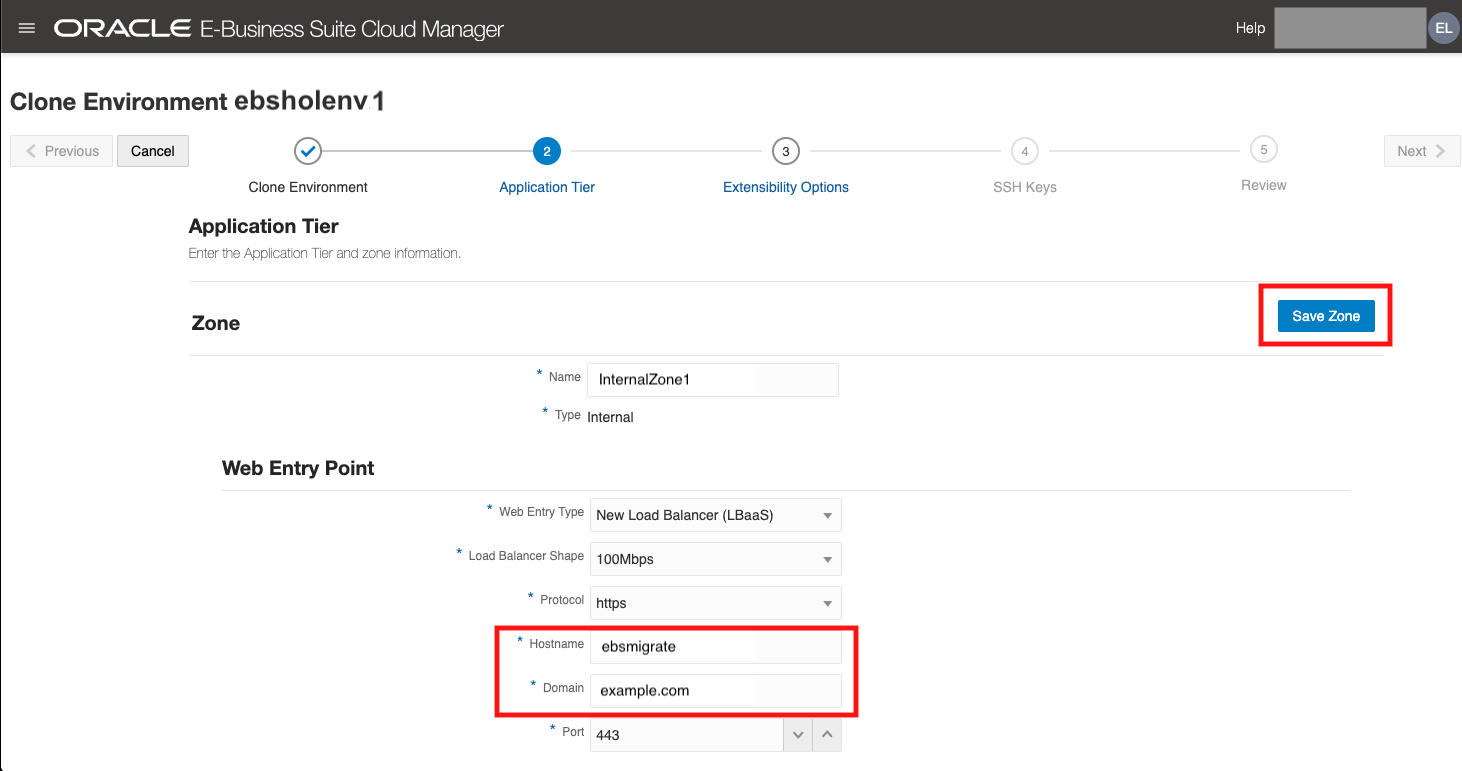 ORACLE E-Business Suite Cloud Manager Help EL
Clone Environment ebsholenv1
Previous Cancel Next
2 3 4 5
Clone Environment Application Tier Extensibility Options SSH Keys Review
Application Tier
Enter the Application Tier and zone information.
Zone Save Zone
* Name InternalZone1
* Type Internal
Web Entry Point
* Web Entry Type New Load Balancer (LBaaS)
* Load Balancer Shape 100Mbps
* Protocol https
* Hostname ebsmigrate
* Domain example.com
* Port 443